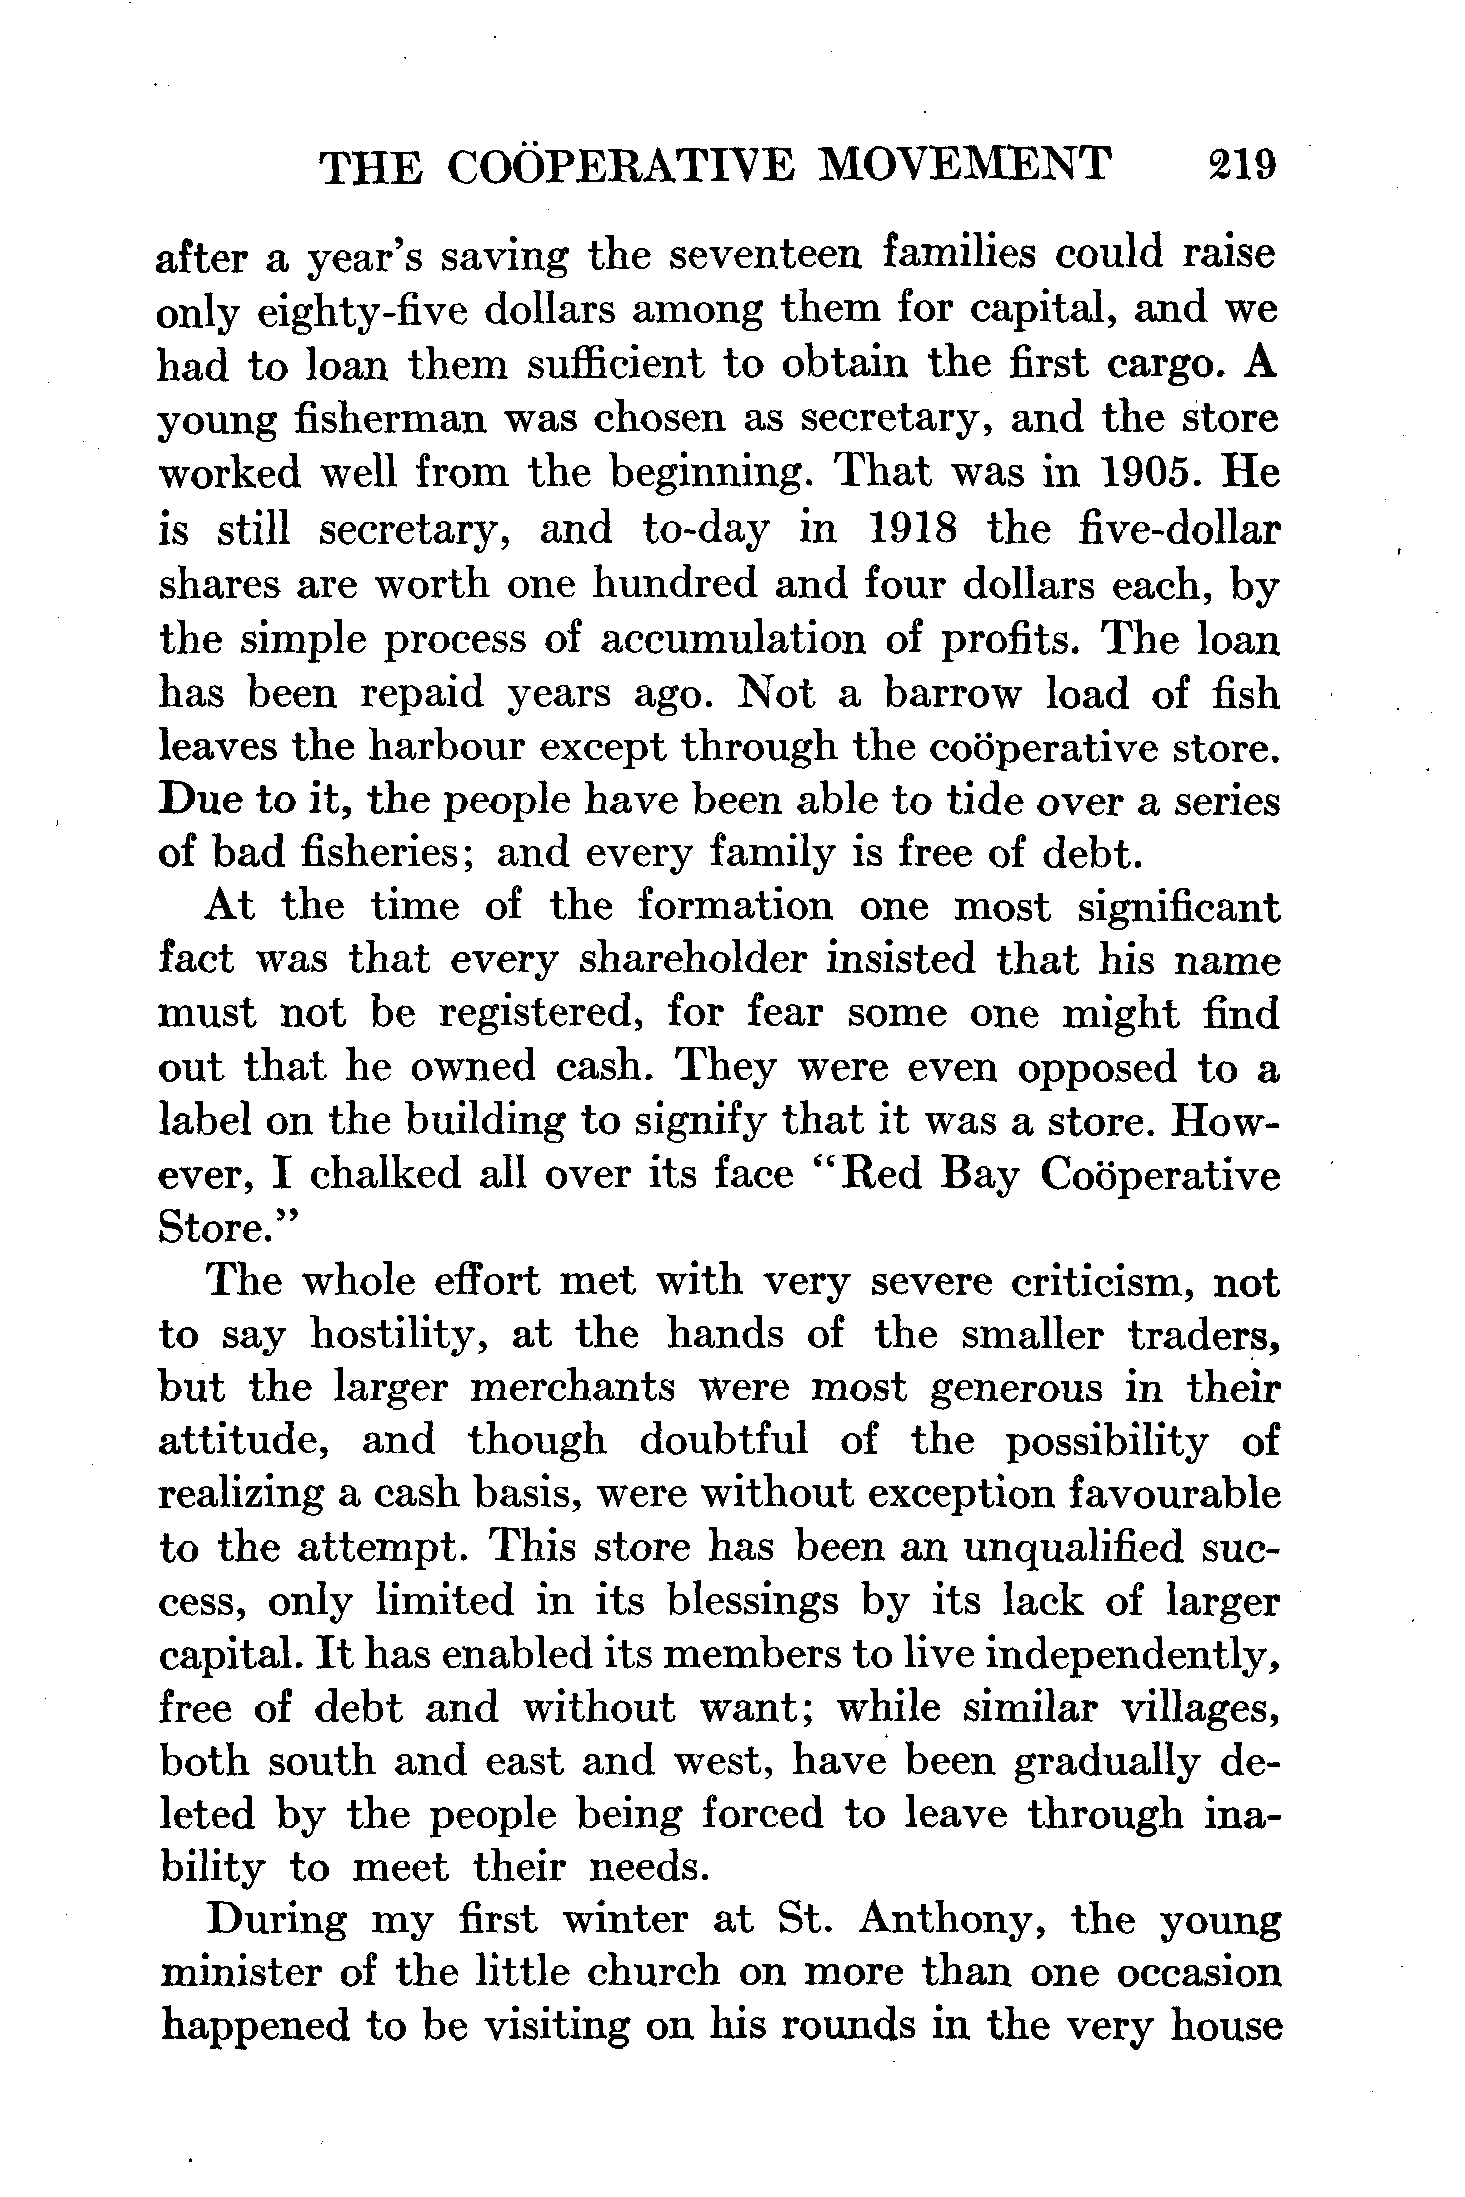 THE COÖPERATIVE MOVEMENT 219
after a year's saving the seventeen families could raise
only eighty-five dollars among them for capital, and we
had to loan them sufficient to obtain the first cargo. A
young fisherman was chosen as secretary, and the store
worked well from the beginning. That was in 1905. He
is still secretary, and to-day in 1918 the five-dollar
shares are worth one hundred and four dollars each, by
the simple process of accumulation of profits. The loan
has been repaid years ago. Not a barrow load of fish
leaves the harbour except through the coöperative store.
Due to it, the people have been able to tide over a series
of bad fisheries; and every family is free of debt.
At the time of the formation one most significant
fact was that every shareholder insisted that his name
must not be registered, for fear some one might find
out that he owned cash. They were even opposed to a
label on the building to signify that it was a store. How-
ever, I chalked all over its face "Red Bay Coöperative
Store."
The whole effort met with very severe criticism, not
to say hostility, at the hands of the smaller traders,
but the larger merchants were most generous in their
attitude, and though doubtful of the possibility of
realizing a cash basis, were without exception favourable
to the attempt. This store has been an unqualified suc-
cess, only limited in its blessings by its lack of larger
capital. It has enabled its members to live independently,
free of debt and without want; while similar villages,
both south and east and west, have been gradually de-
leted by the people being forced to leave through ina-
bility to meet their needs.
During my first winter at St. Anthony, the young
minister of the little church on more than one occasion
happened to be visiting on his rounds in the very house